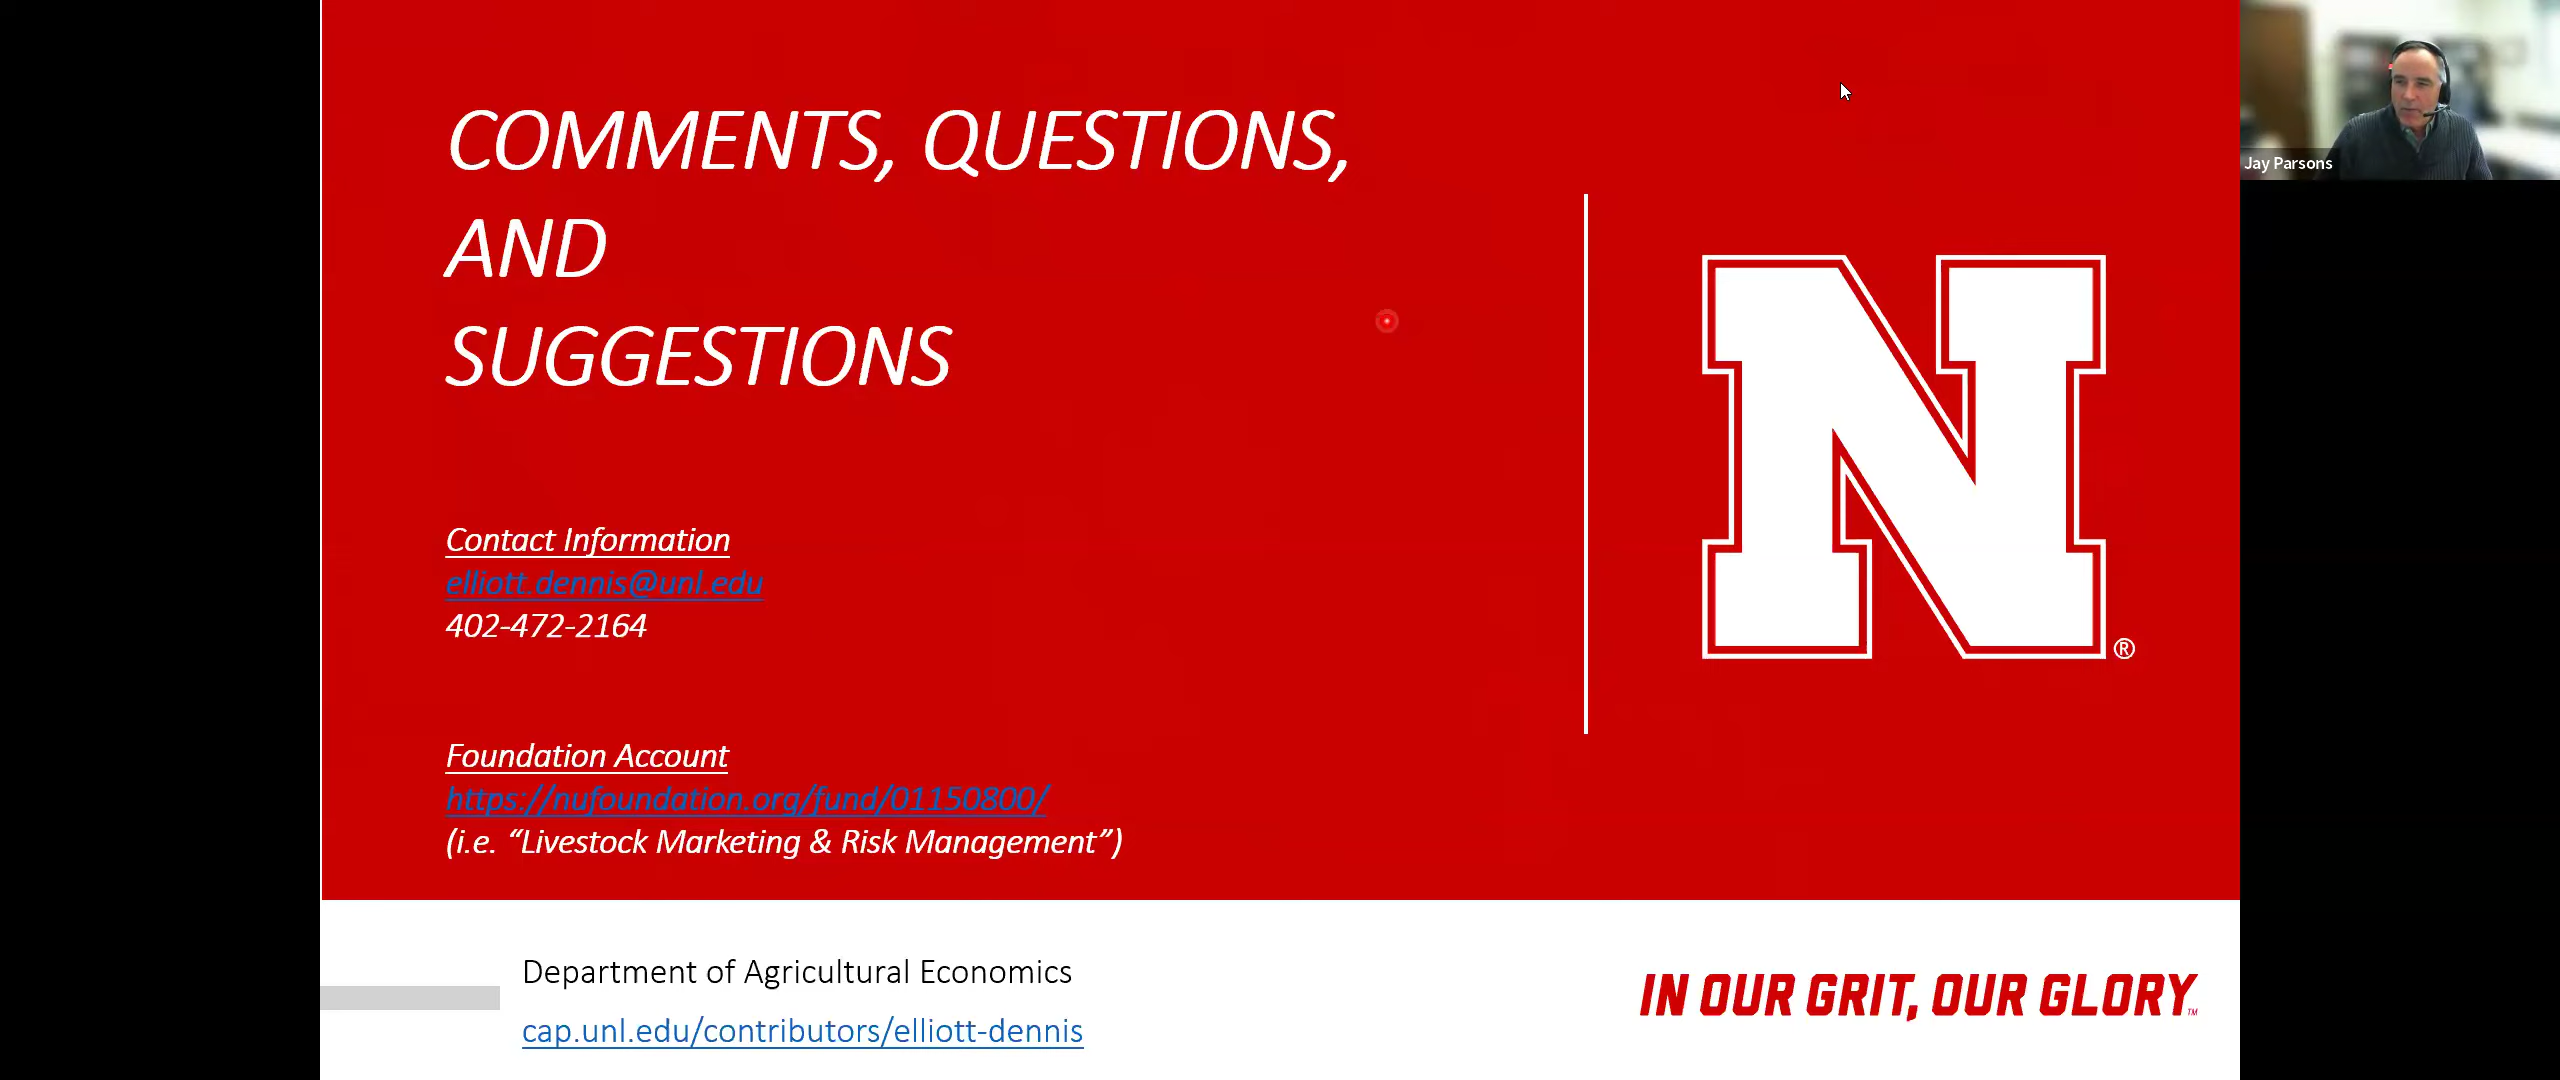 COMMENTS, QUESTIONS,
AND
SUGGESTIONS
Contact Information
elliott.dennis@unl.edu
402-472-2164
Foundation Account
https://nufoundation.org/fund/01150800/
(i.e. “Livestock Marketing & Risk Management”)
N®
Department of Agricultural Economics
cap.unl.edu/contributors/elliott-dennis
IN OUR GRIT, OUR GLORY™
Jay Parsons